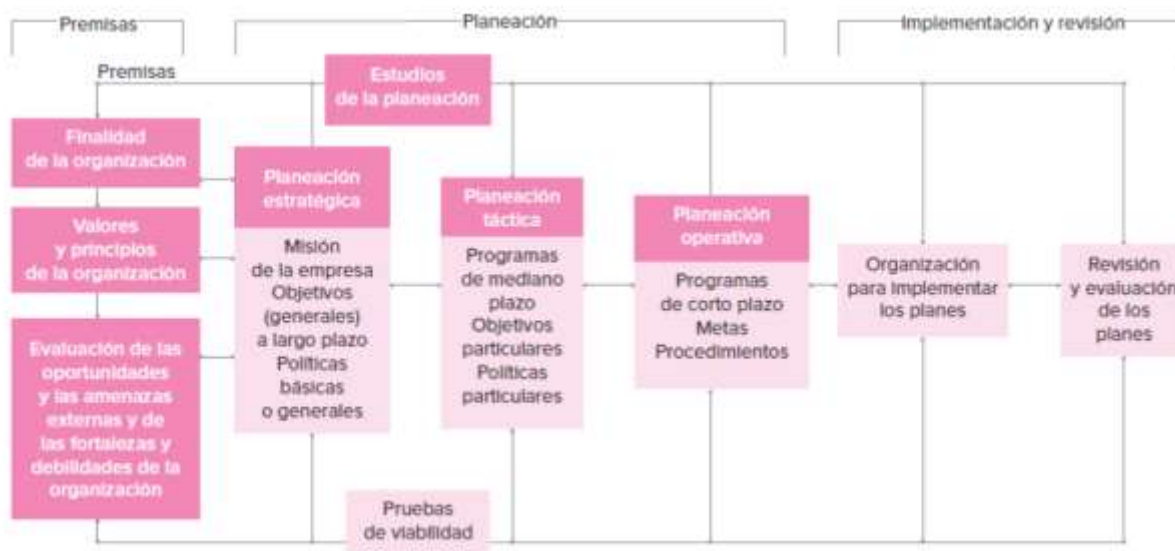 Premisas
Planeación
Implementación y revisión
Premisas
Estudios
de la planeación
Finalidad
de la organización
Valores
y principios
de la organización
Evaluación de las
oportunidades
y las amenazas
externas y de
las fortalezas y
debilidades de la
organización
Planeación
estratégica
Misión
de la empresa
Objetivos
(generales)
a largo plazo
Políticas
básicas
o generales
Planeación
táctica
Programas
de mediano
plazo
Objetivos
particulares
Políticas
particulares
Planeación
operativa
Programas
de corto plazo
Metas
Procedimientos
Organización
para implementar
los planes
Revisión
y evaluación
de los
planes
Pruebas
de viabilidad